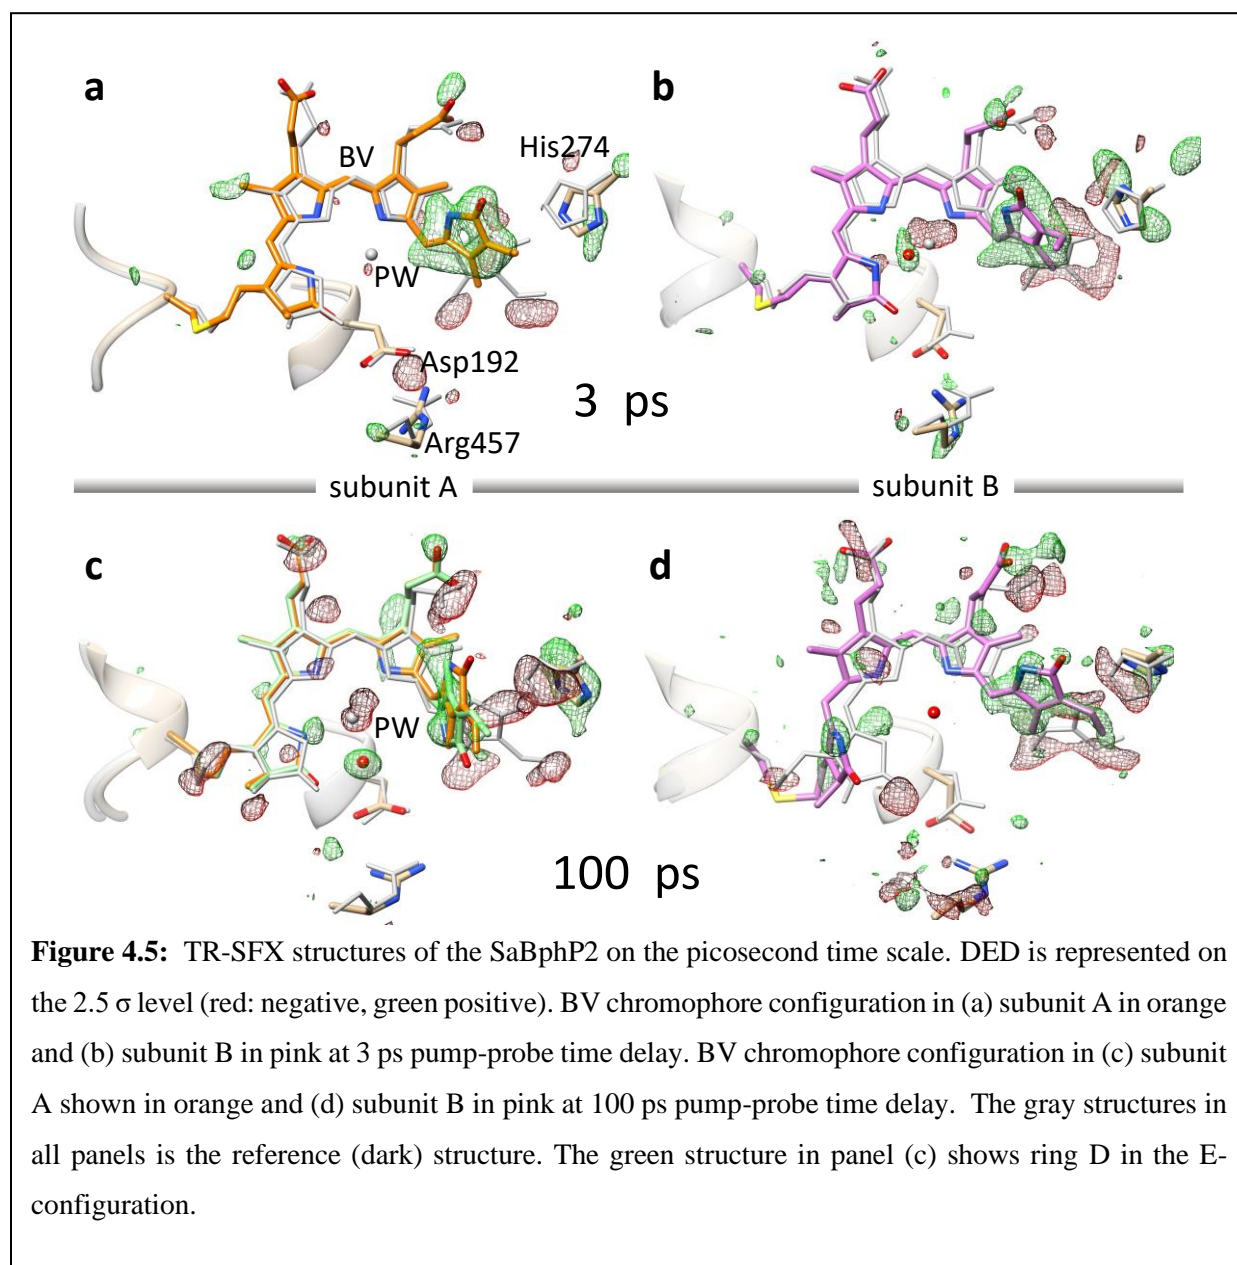 a
b
BV
His274
PW
Asp192
3 ps
Arg457
subunit A
subunit B
c
d
PW
100 ps
Figure 4.5: TR-SFX structures of the SaBphP2 on the picosecond time scale. DED is represented on
the 2.5 σ level (red: negative, green positive). BV chromophore configuration in (a) subunit A in orange
and (b) subunit B in pink at 3 ps pump-probe time delay. BV chromophore configuration in (c) subunit
A shown in orange and (d) subunit B in pink at 100 ps pump-probe time delay. The gray structures in
all panels is the reference (dark) structure. The green structure in panel (c) shows ring D in the E-
configuration.